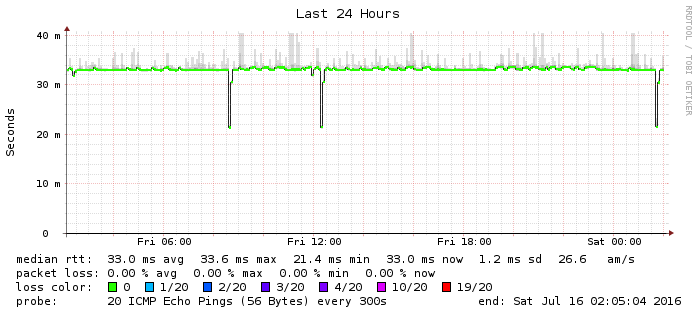 Last 24 Hours
RRDTOOL / TOBI OETIKER
Seconds
40 m
30 m
20 m
10 m
0
Fri 06:00 Fri 12:00 Fri 18:00 Sat 00:00
median rtt: 33.0 ms avg 33.6 ms max 21.4 ms min 33.0 ms now 1.2 ms sd 26.6 am/s
packet loss: 0.00 % avg 0.00 % max 0.00 % min 0.00 % now
loss color: 0 1/20 2/20 3/20 4/20 10/20 19/20
probe: 20 ICMP Echo Pings (56 Bytes) every 300s end: Sat Jul 16 02:05:04 2016